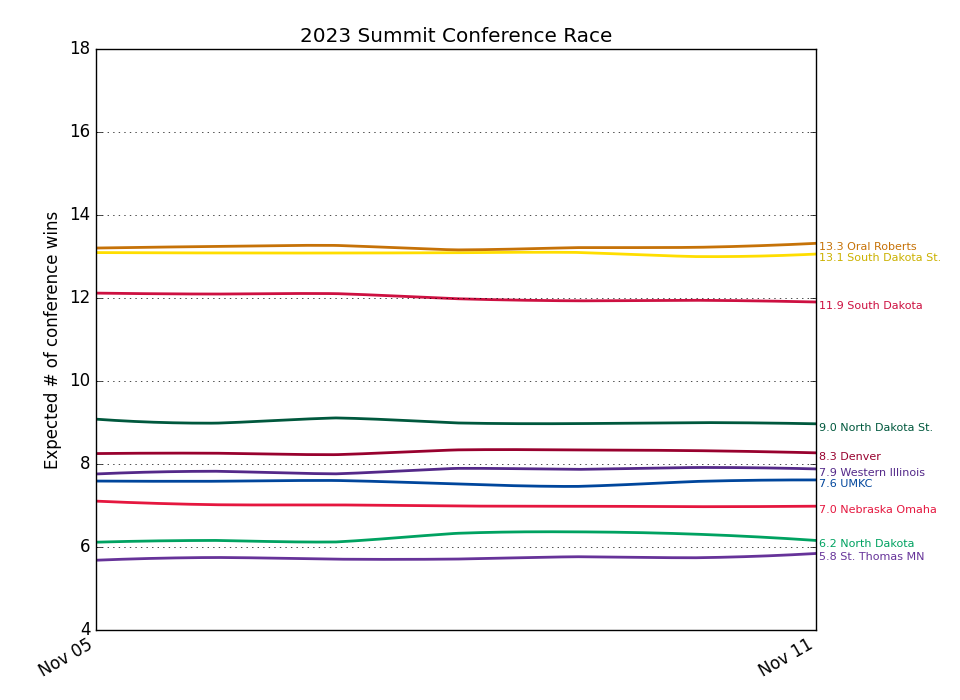 2023 Summit Conference Race
Expected # of conference wins
18
16
14
12
10
8
6
4
Nov 05
Nov 11
13.3 Oral Roberts
13.1 South Dakota St.
11.9 South Dakota
9.0 North Dakota St.
8.3 Denver
7.9 Western Illinois
7.6 UMKC
7.0 Nebraska Omaha
6.2 North Dakota
5.8 St. Thomas MN